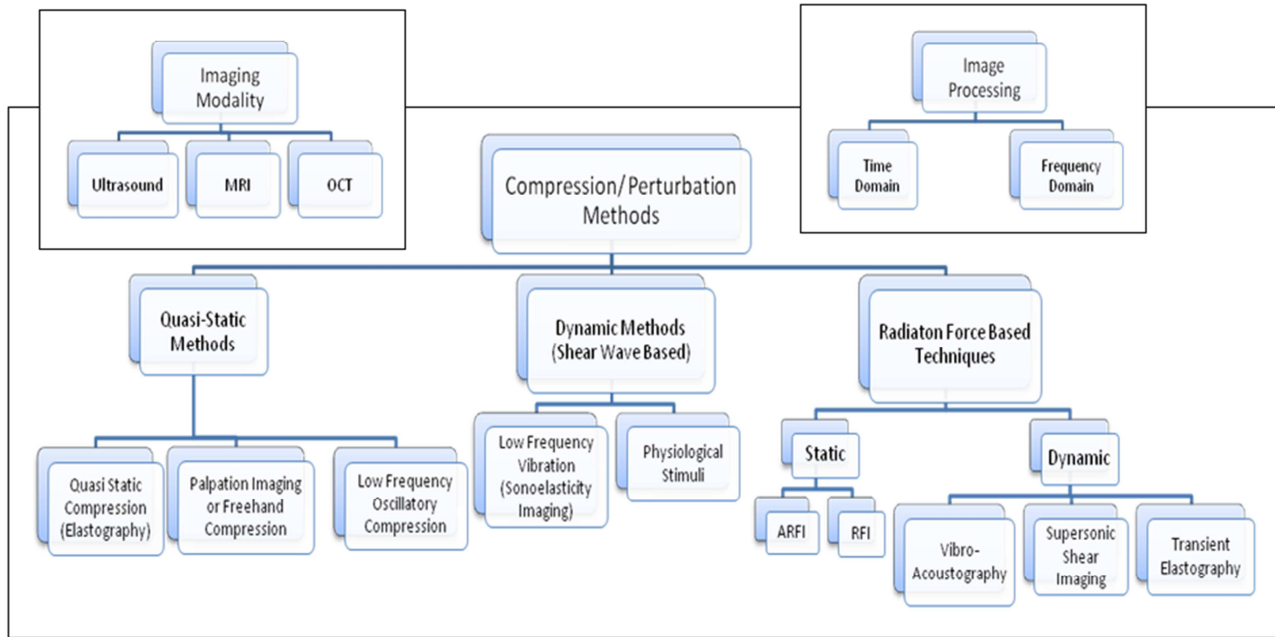 Imaging
Modality
Ultrasound
MRI
OCT
Image
Processing
Time
Domain
Frequency
Domain
Compression/Perturbation
Methods
Quasi-Static
Methods
Dynamic Methods
(Shear Wave Based)
Radiaton Force Based
Techniques
Quasi Static
Compression
(Elastography)
Palpation Imaging
or Freehand
Compression
Low Frequency
Oscillatory
Compression
Low Frequency
Vibration
(Sonoelasticity
Imaging)
Physiological
Stimuli
Static
ARFI
RFI
Dynamic
Vibro-
Acoustography
Supersonic
Shear
Imaging
Transient
Elastography